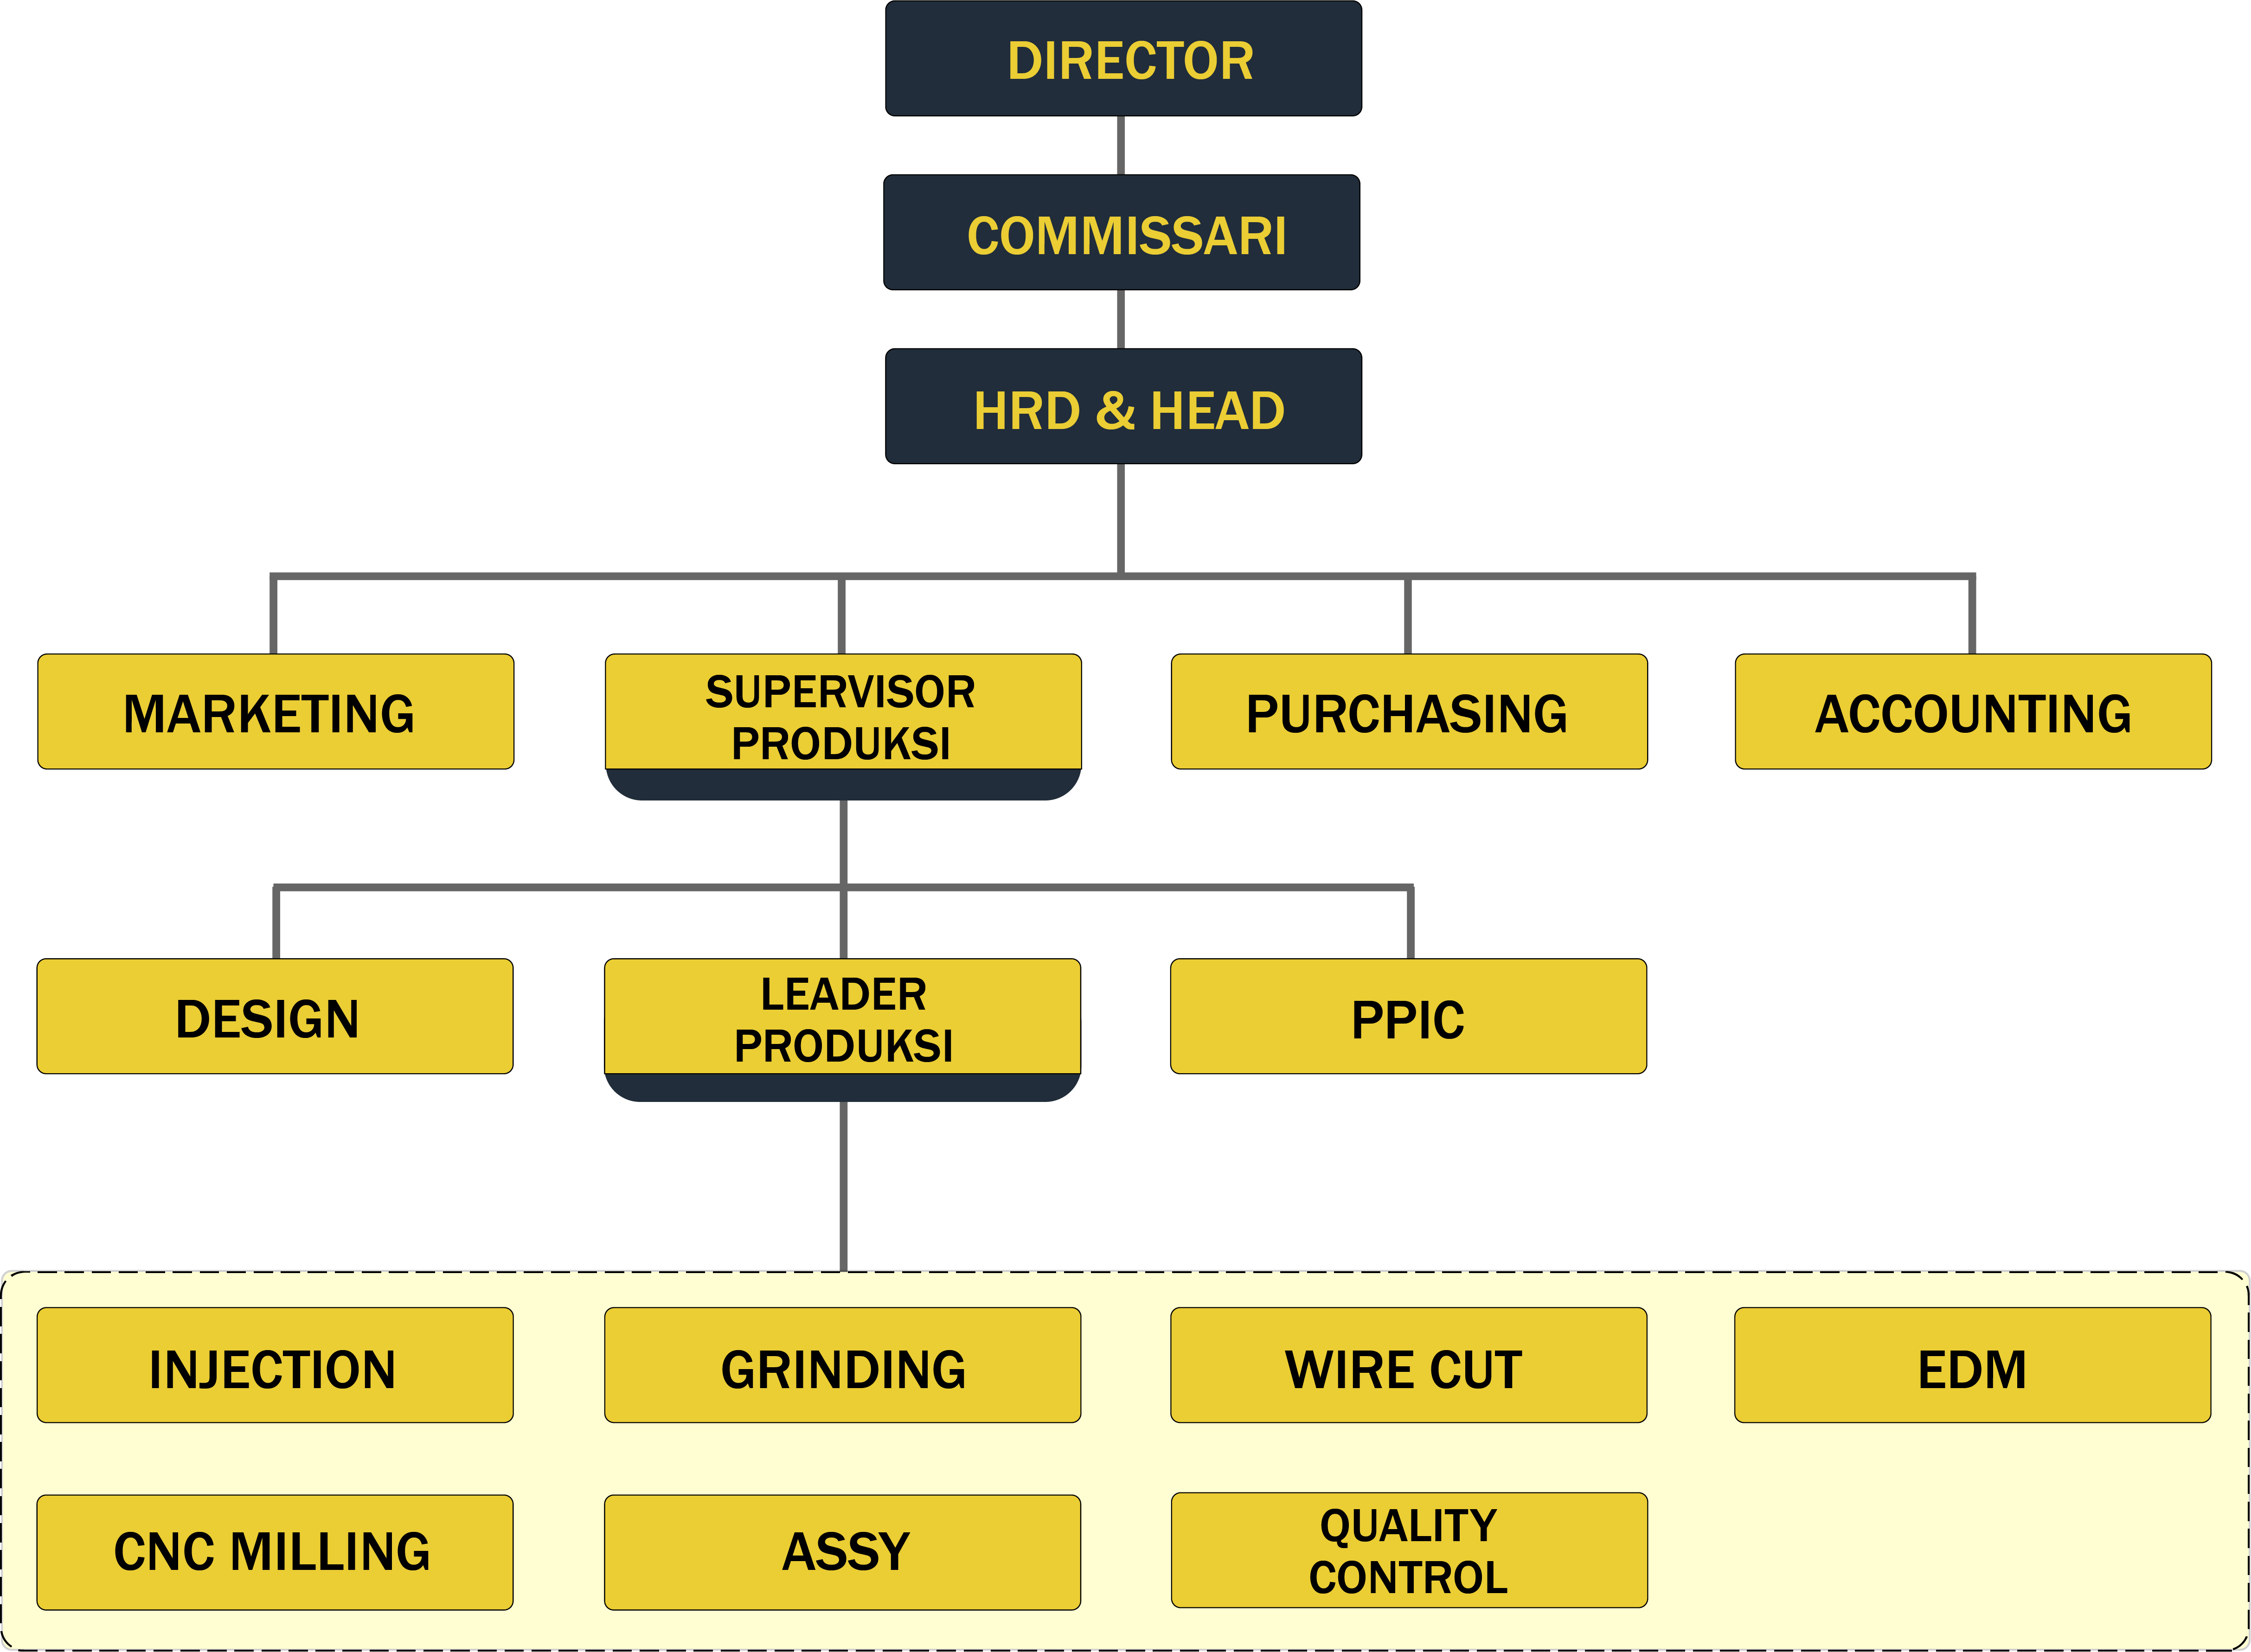 DIRECTOR
COMMISSARI
HRD & HEAD
MARKETING
SUPERVISOR
PRODUKSI
PURCHASING
ACCOUNTING
DESIGN
LEADER
PRODUKSI
PPIC
INJECTION
GRINDING
WIRE CUT
EDM
CNC MILLING
ASSY
QUALITY
CONTROL